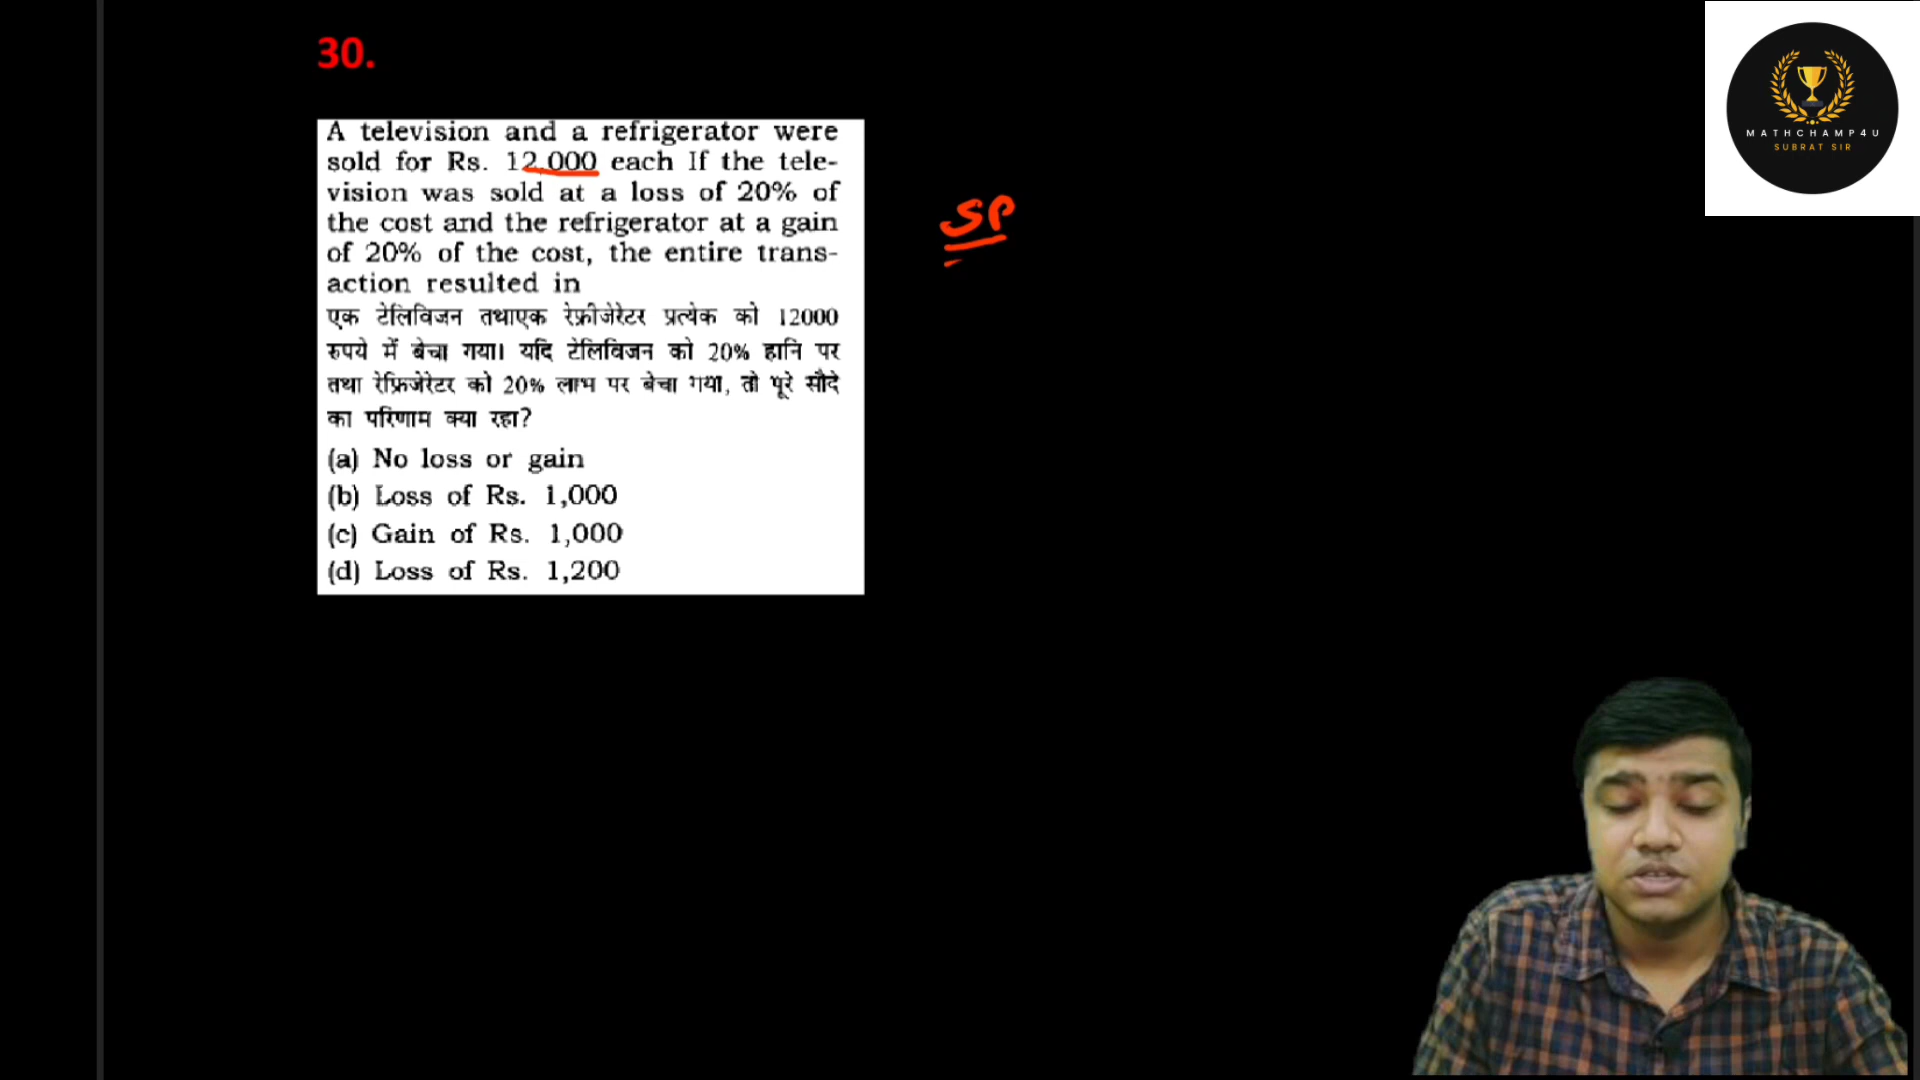 30.
A television and a refrigerator were
sold for Rs. 12,000 each If the tele-
vision was sold at a loss of 20% of
the cost and the refrigerator at a gain
of 20% of the cost, the entire trans-
action resulted in
एक टेलिविजन तथाएक रेफ्रीजेरेटर प्रत्येक को 12000
रुपये में बेचा गया। यदि टेलिविजन को 20% हानि पर
तथा रेफ्रिजेरेटर को 20% लाभ पर बेचा गया, तो पूरे सौदे
का परिणाम क्या रहा?
(a) No loss or gain
(b) Loss of Rs. 1,000
(c) Gain of Rs. 1,000
(d) Loss of Rs. 1,200
SP
MATHCHAMP4U
SUBRAT SIR